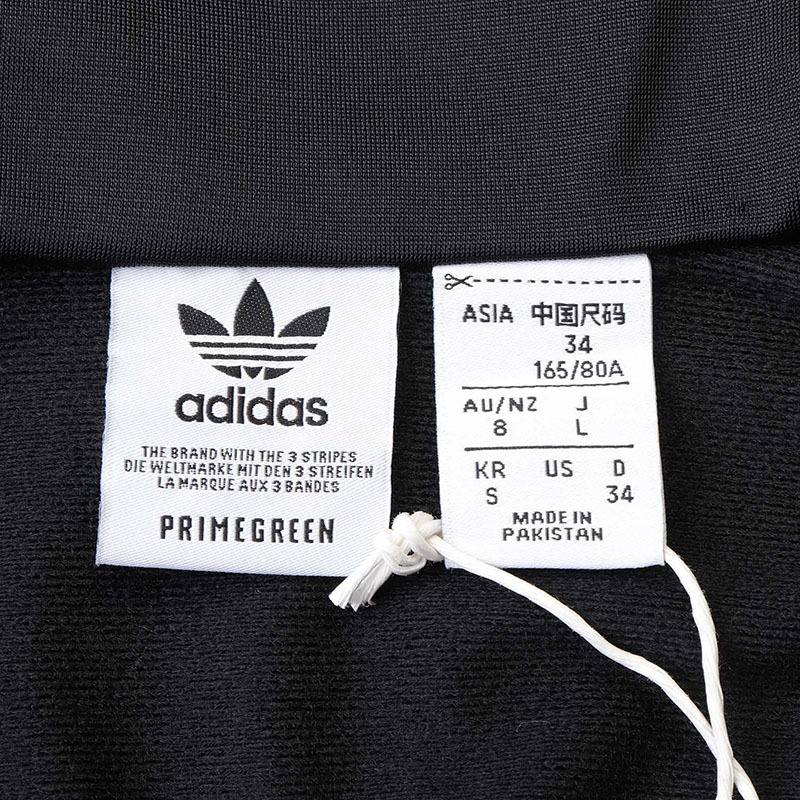 adidas
THE BRAND WITH THE 3 STRIPES
DIE WELTMARKE MIT DEN 3 STREIFEN
LA MARQUE AUX 3 BANDES
PRIMEGREEN
ASIA 中国尺码
34
165/80A
AU/NZ J
8 L
KR US D
S 34
MADE IN
PAKISTAN